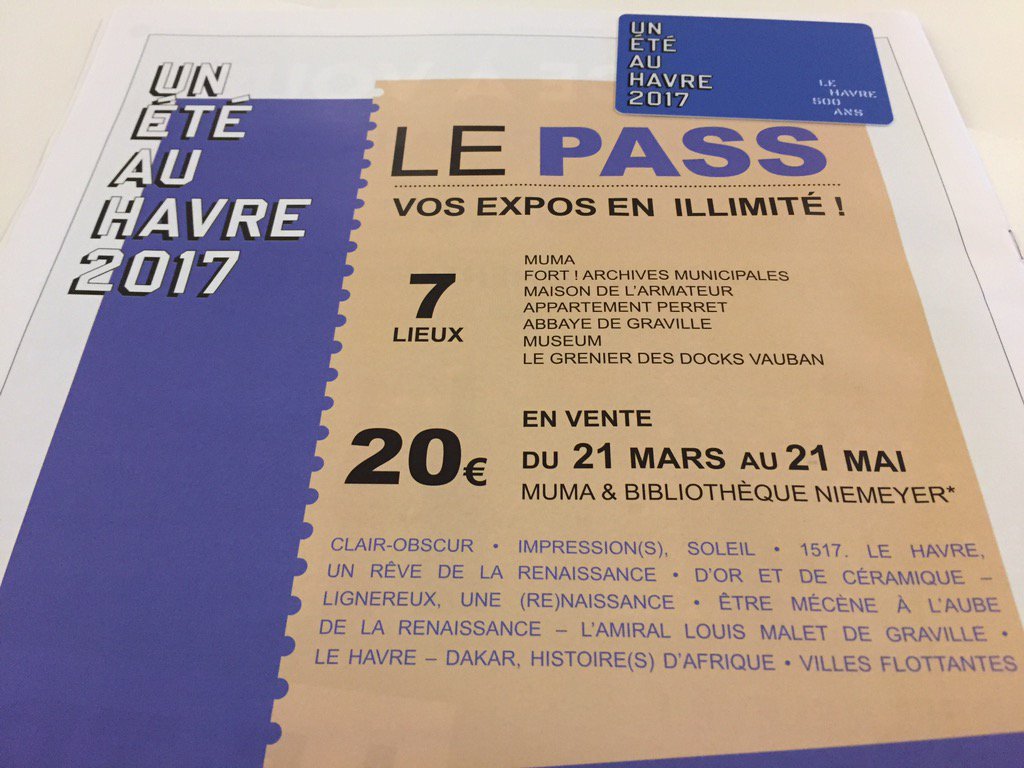 UN
ÉTÉ
AU
HAVRE
2017
LE
HAVRE
500
ANS
UN
ÉTÉ
AU
HAVRE
2017
LE PASS
VOS EXPOS EN ILLIMITÉ !
7
LIEUX
MUMA
FORT ! ARCHIVES MUNICIPALES
MAISON DE L'ARMATEUR
APPARTEMENT PERRET
ABBAYE DE GRAVILLE
MUSEUM
LE GRENIER DES DOCKS VAUBAN
20€
EN VENTE
DU 21 MARS AU 21 MAI
MUMA & BIBLIOTHÈQUE NIEMEYER*
CLAIR-OBSCUR • IMPRESSION(S), SOLEIL • 1517. LE HAVRE,
UN RÊVE DE LA RENAISSANCE • D'OR ET DE CÉRAMIQUE –
LIGNEREUX, UNE (RE)NAISSANCE • ÊTRE MÉCÈNE À L'AUBE
DE LA RENAISSANCE – L'AMIRAL LOUIS MALET DE GRAVILLE •
LE HAVRE – DAKAR, HISTOIRE(S) D'AFRIQUE • VILLES FLOTTANTES